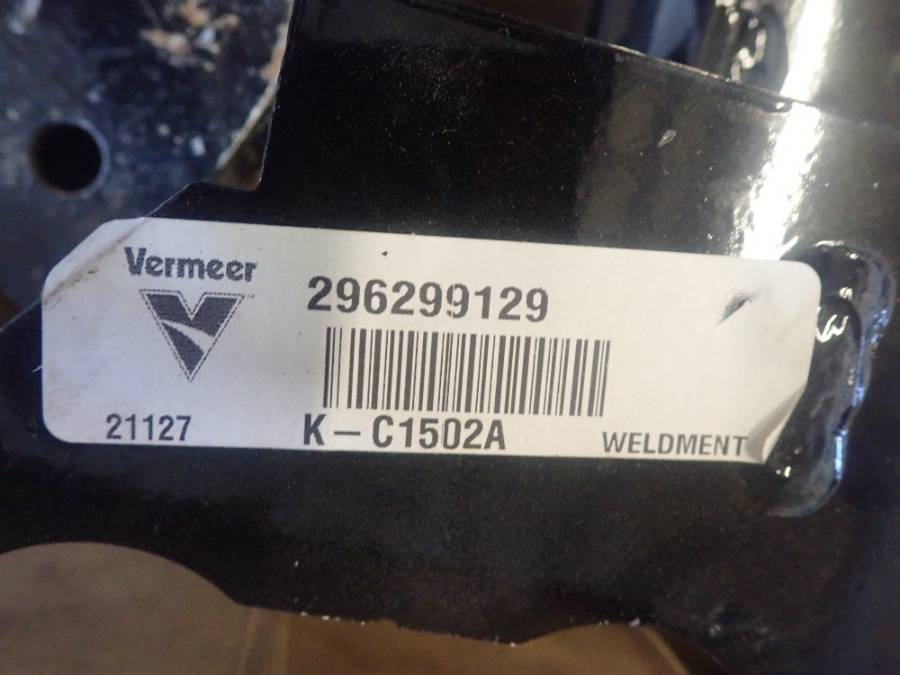 Vermeer
296299129
21127
K-C1502A
WELDMENT